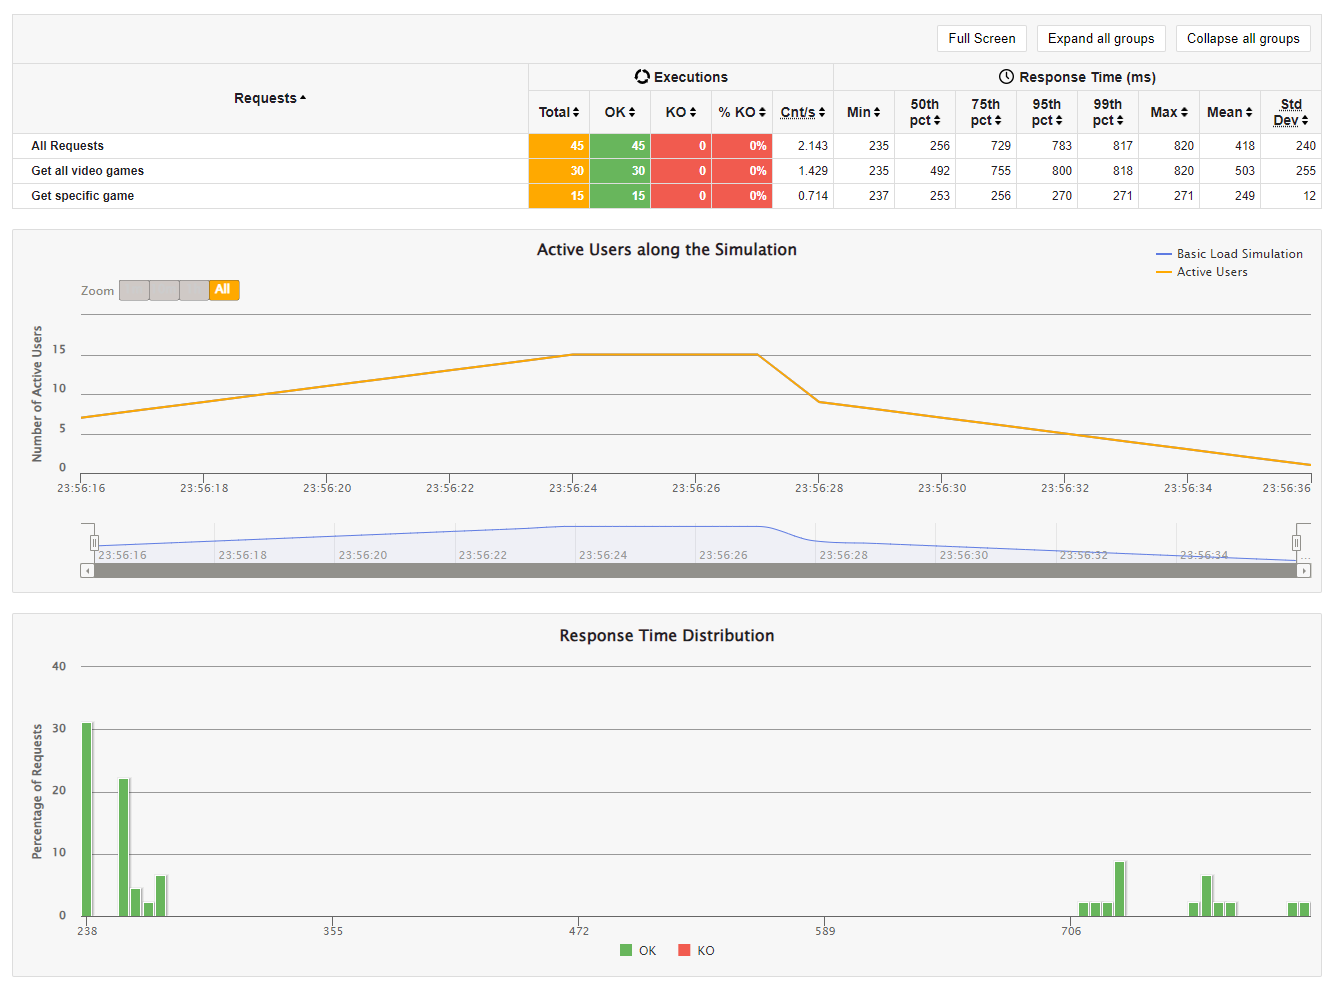 Full Screen Expand all groups Collapse all groups
Requests Executions Response Time (ms)
Total OK KO % KO Cnt/s Min 50th pct 75th pct 95th pct 99th pct Max Mean Std Dev
All Requests 45 45 0 0% 2.143 235 256 729 783 817 820 418 240
Get all video games 30 30 0 0% 1.429 235 492 755 800 818 820 503 255
Get specific game 15 15 0 0% 0.714 237 253 256 270 271 271 249 12
Active Users along the Simulation
Basic Load Simulation
Active Users
Zoom All
Number of Active Users
15
10
5
0
23:56:16 23:56:18 23:56:20 23:56:22 23:56:24 23:56:26 23:56:28 23:56:30 23:56:32 23:56:34 23:56:36
23:56:16 23:56:18 23:56:20 23:56:22 23:56:24 23:56:26 23:56:28 23:56:30 23:56:32 23:56:34 ...
Response Time Distribution
Percentage of Requests
40
30
20
10
0
238 355 472 589 706
OK KO